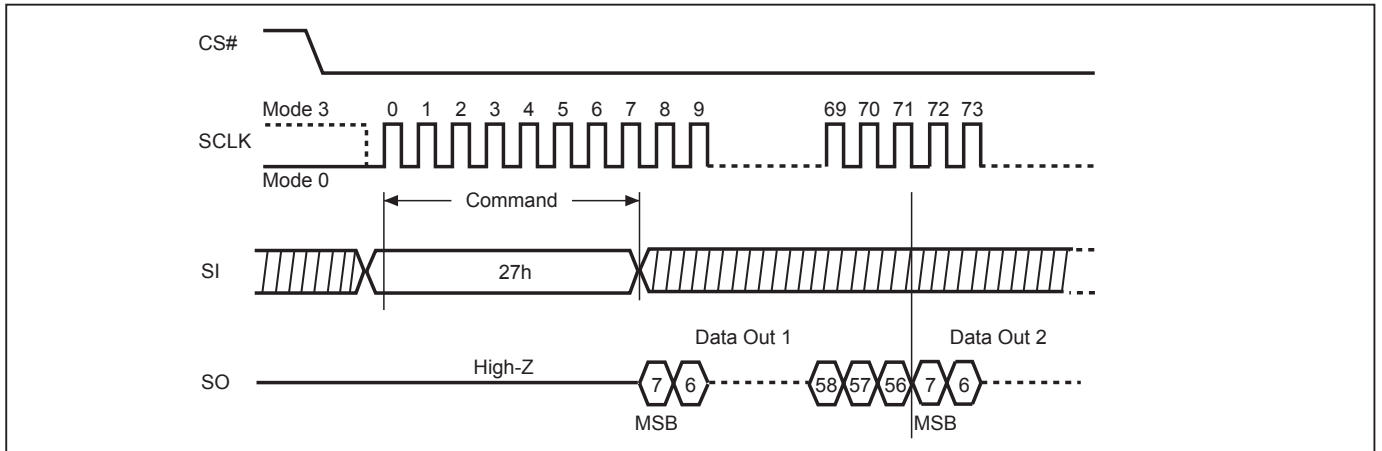 CS#
Mode 3
0 1 2 3 4 5 6 7 8 9 69 70 71 72 73
SCLK
Mode 0
Command
SI
27h
Data Out 1 Data Out 2
High-Z
SO
7 6 58 57 56 7 6
MSB MSB